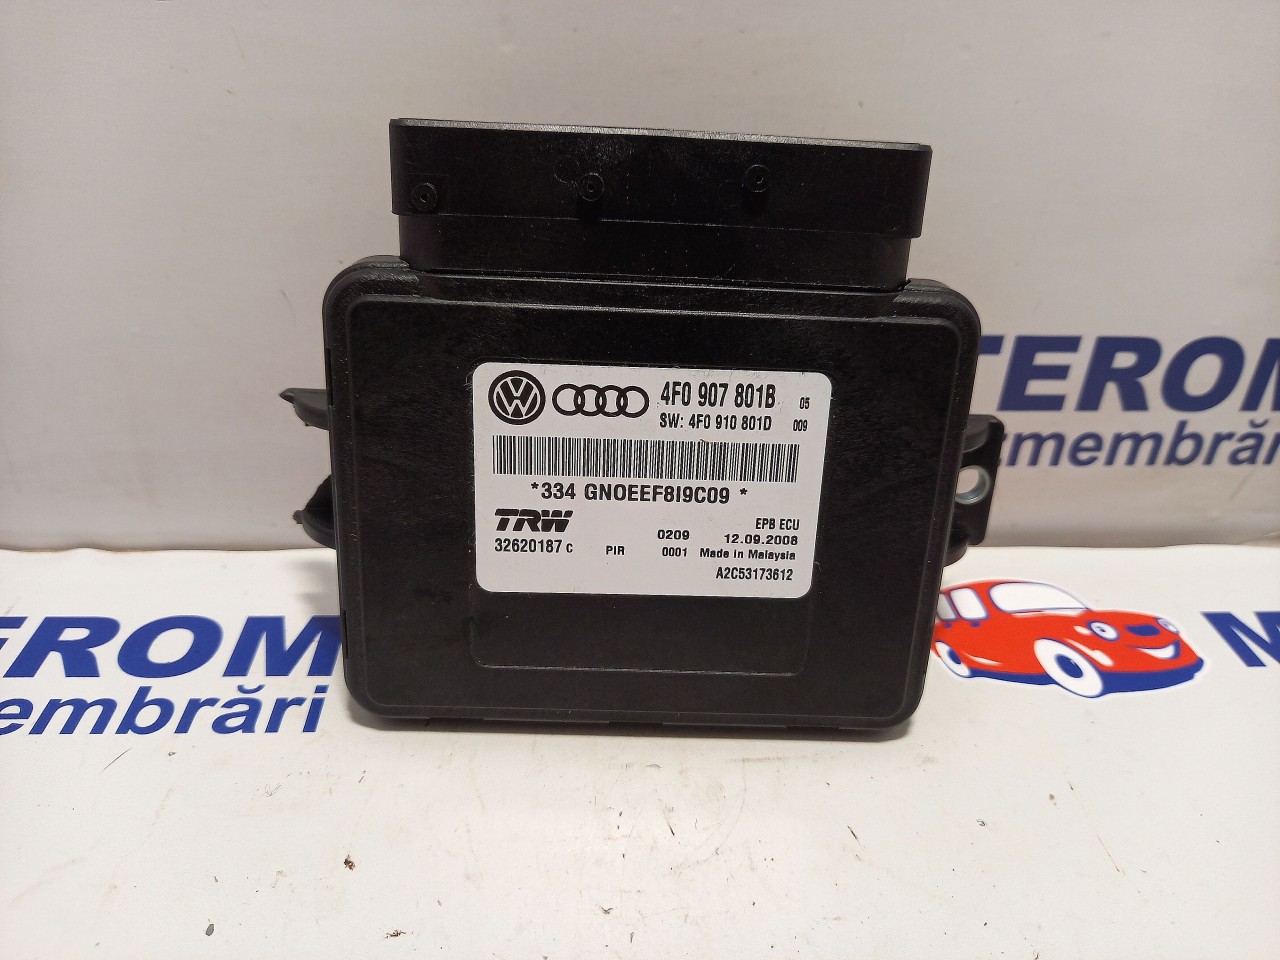 4F0 907 801B 05
SW: 4F0 910 801D 009
*334 GNOEEF8I9C09 *
TRW
EPB ECU
0209 12.09.2008
32620187 C PIR 0001 Made in Malaysia
A2C53173612
TEROM
zmembrări
EROM
membrări
M